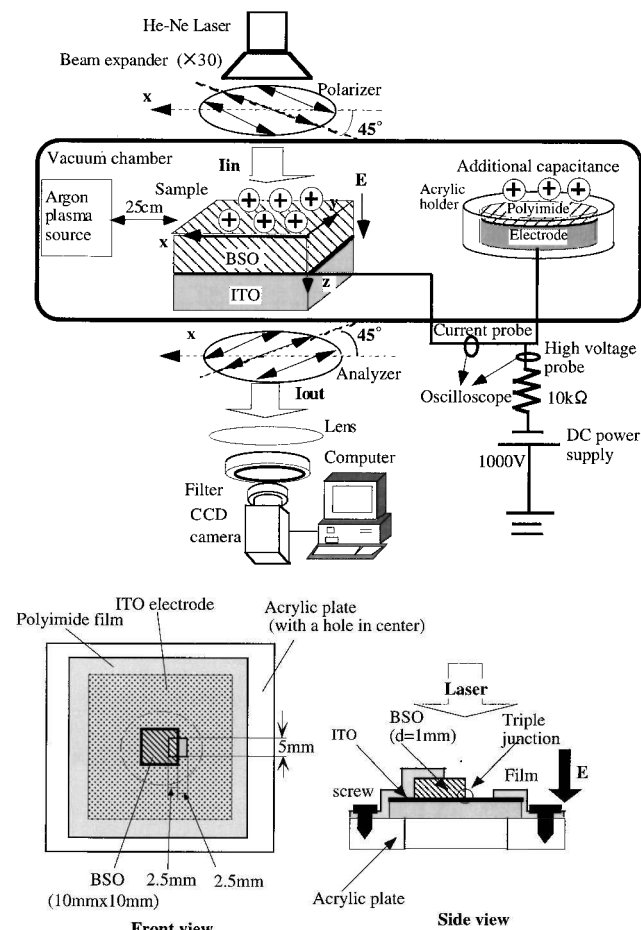 He-Ne Laser
Beam expander (×30)
Polarizer
x
45°
Vacuum chamber
Iin
Additional capacitance
Sample
E
Acrylic
holder
Argon
plasma
source
25cm
y
Polyimide
x
Electrode
BSO
z
ITO
x
45°
Current probe
High voltage
probe
Analyzer
Iout
Oscilloscope
10kΩ
Lens
DC power
supply
Computer
1000V
Filter
CCD
camera
ITO electrode
Polyimide film
Acrylic plate
(with a hole in center)
5mm
BSO
(10mmx10mm)
2.5mm
2.5mm
Front view
Laser
BSO
(d=1mm)
Triple
junction
ITO
Film
E
screw
Acrylic plate
Side view